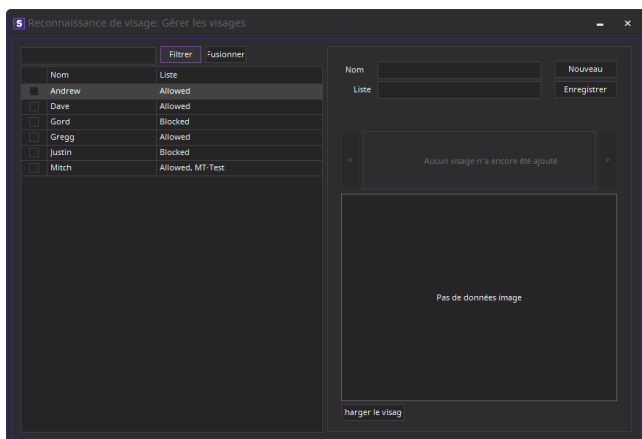 S Reconnaissance de visage: Gérer les visages
Filtrer Fusionner
Nom Liste
Andrew Allowed
Dave Allowed
Gord Blocked
Gregg Allowed
Justin Blocked
Mitch Allowed, MT-Test
Nom Nouveau
Liste Enregistrer
< Aucun visage n'a encore été ajouté >
Pas de données image
harger le visag